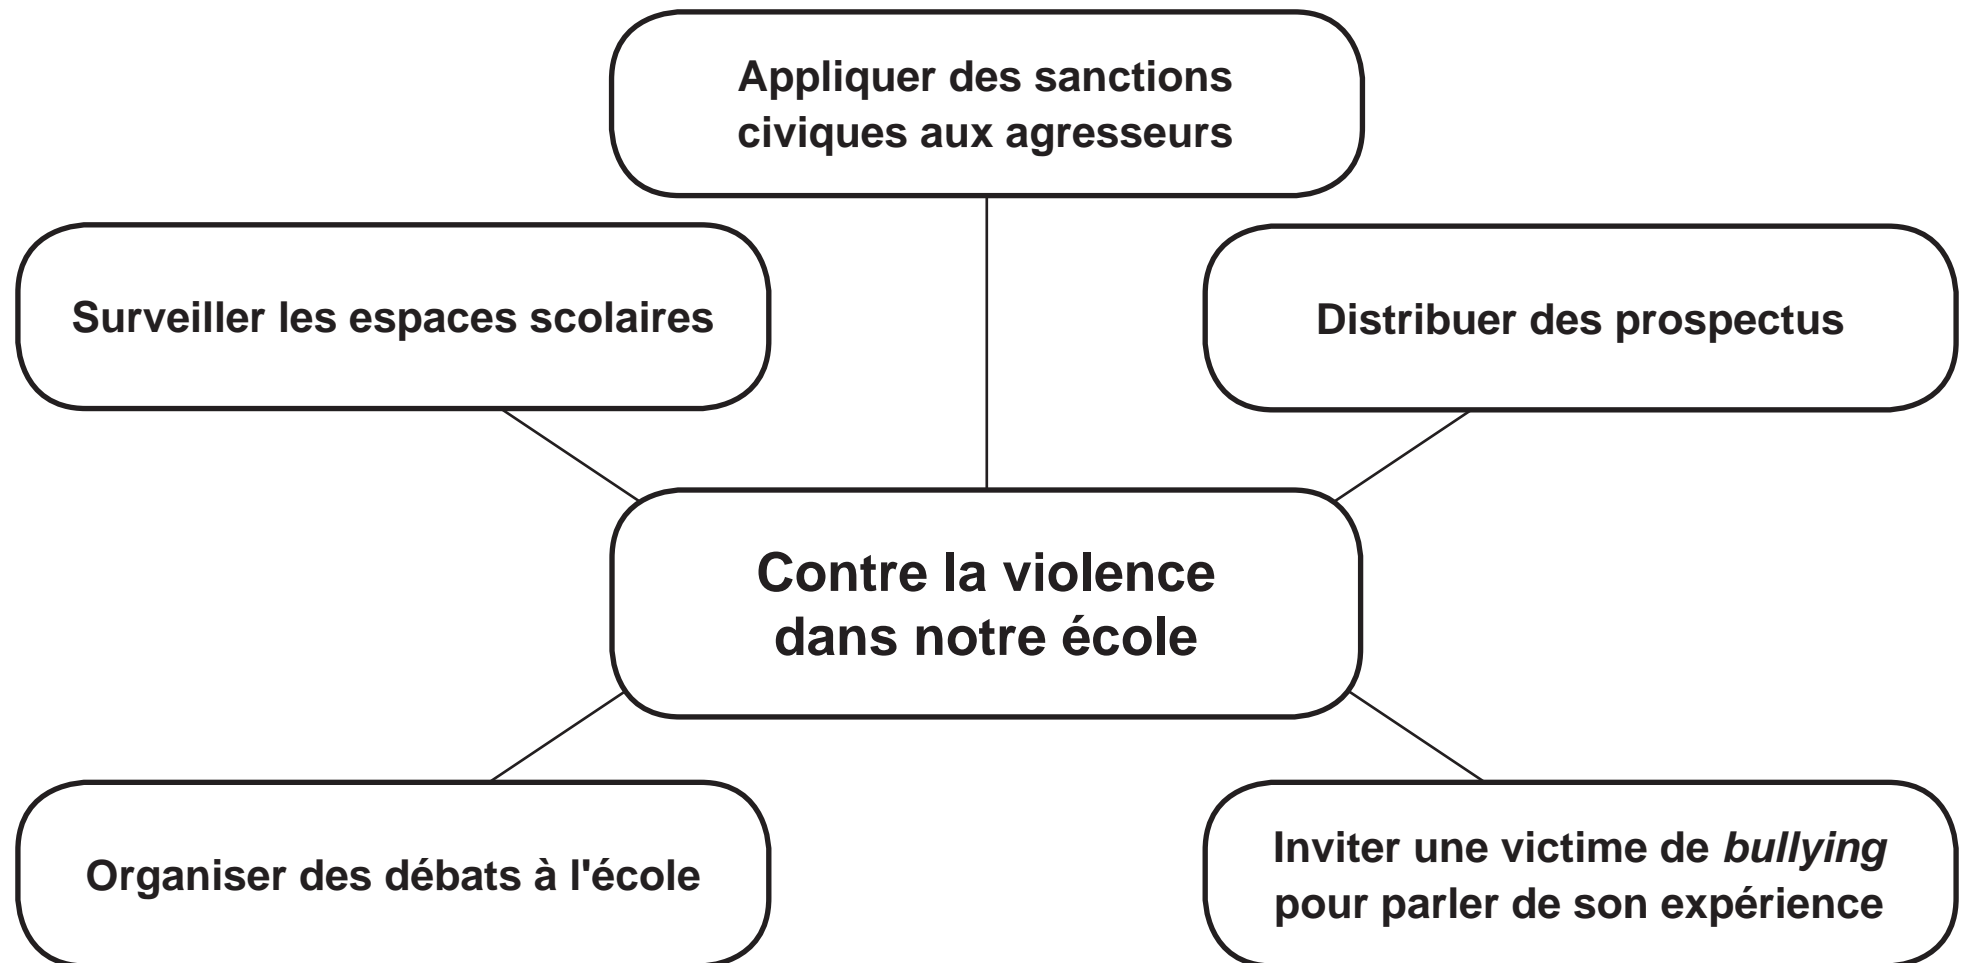 Appliquer des sanctions
civiques aux agresseurs
Surveiller les espaces scolaires
Distribuer des prospectus
Contre la violence
dans notre école
Organiser des débats à l'école
Inviter une victime de bullying
pour parler de son expérience